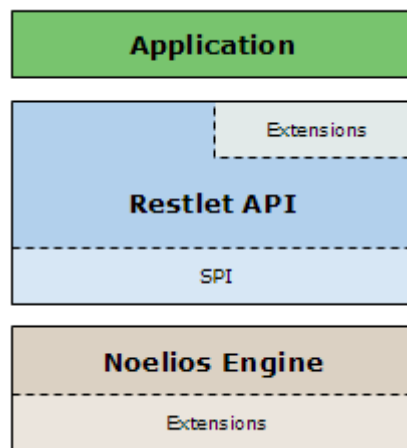 Application
Extensions
Restlet API
SPI
Noelios Engine
Extensions